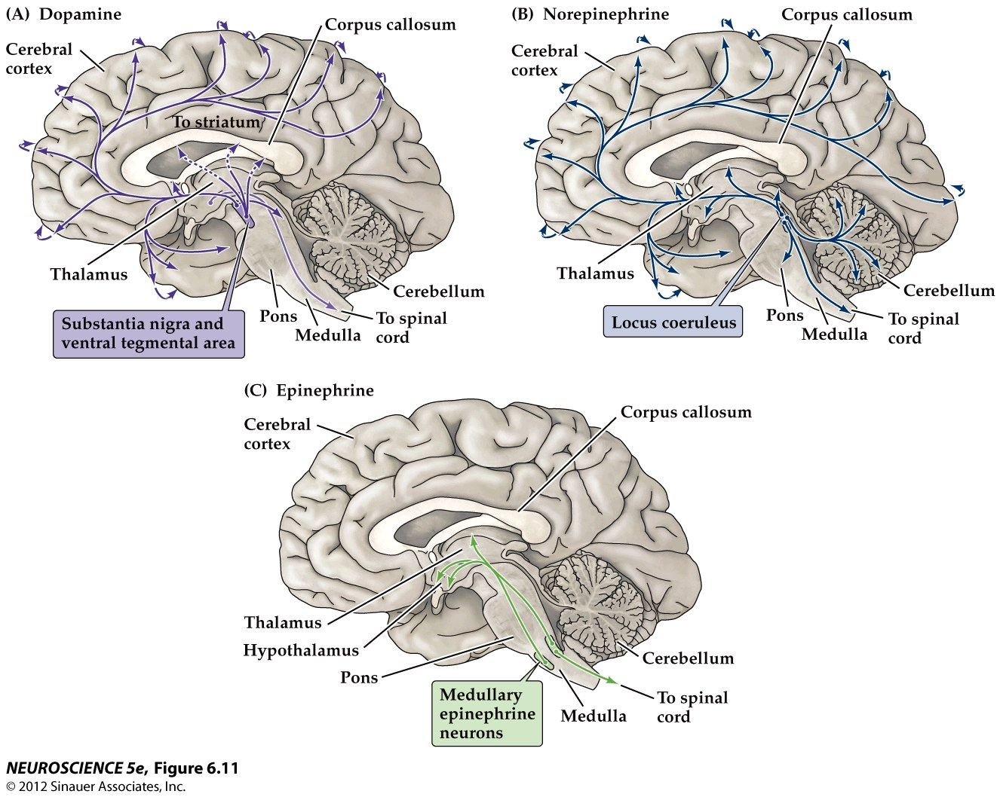 (A) Dopamine
Corpus callosum
Cerebral
cortex
To striatum
Thalamus
Cerebellum
Substantia nigra and
ventral tegmental area
Pons
Medulla
To spinal
cord
(B) Norepinephrine
Corpus callosum
Cerebral
cortex
Thalamus
Cerebellum
Locus coeruleus
Pons
Medulla
To spinal
cord
(C) Epinephrine
Corpus callosum
Cerebral
cortex
Thalamus
Hypothalamus
Pons
Cerebellum
Medullary
epinephrine
neurons
Medulla
To spinal
cord
NEUROSCIENCE 5e, Figure 6.11
© 2012 Sinauer Associates, Inc.